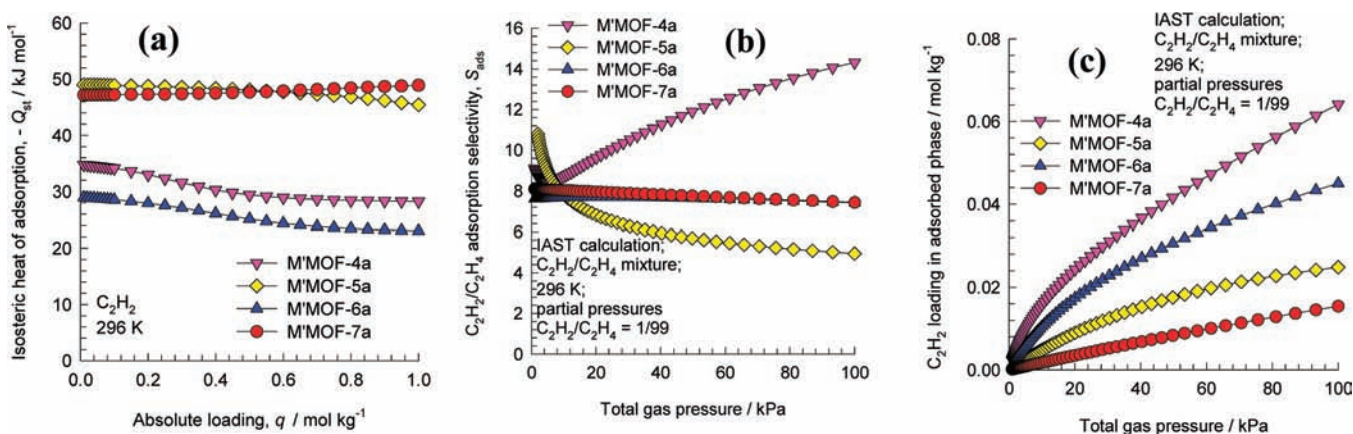 (a)
Isosteric heat of adsorption, - Qst / kJ mol-1
60
50
40
30
20
10
0
C2H2
296 K
M'MOF-4a
M'MOF-5a
M'MOF-6a
M'MOF-7a
0.0 0.2 0.4 0.6 0.8 1.0
Absolute loading, q / mol kg-1
(b)
C2H2/C2H4 adsorption selectivity, Sads
16
14
12
10
8
6
4
2
0
M'MOF-4a
M'MOF-5a
M'MOF-6a
M'MOF-7a
IAST calculation;
C2H2/C2H4 mixture;
296 K;
partial pressures
C2H2/C2H4 = 1/99
0 20 40 60 80 100
Total gas pressure / kPa
(c)
C2H2 loading in adsorbed phase / mol kg-1
0.08
0.06
0.04
0.02
0.00
IAST calculation;
C2H2/C2H4 mixture;
296 K;
partial pressures
C2H2/C2H4 = 1/99
M'MOF-4a
M'MOF-5a
M'MOF-6a
M'MOF-7a
0 20 40 60 80 100
Total gas pressure / kPa